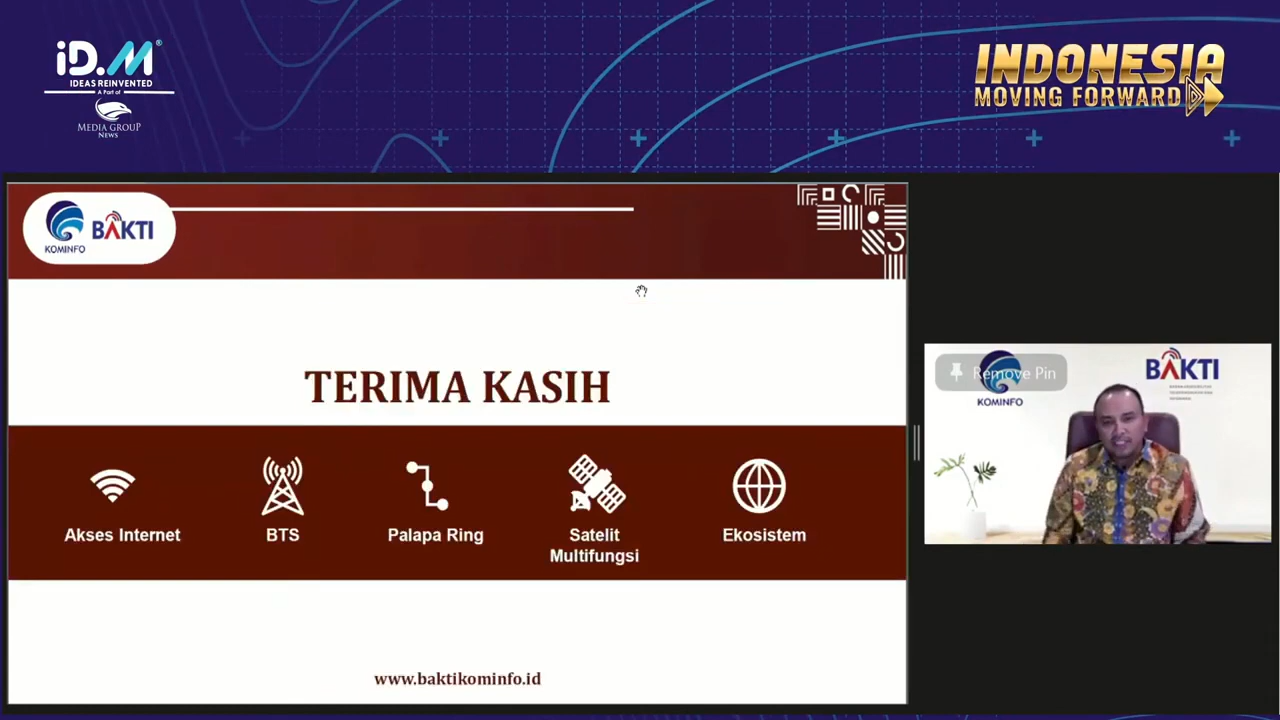 iD.M®
IDEAS REINVENTED
A Part of
MEDIA GROUP
NEWS
INDONESIA
MOVING FORWARD
KOMINFO
BAKTI
TERIMA KASIH
Akses Internet
BTS
Palapa Ring
Satelit
Multifungsi
Ekosistem
www.baktikominfo.id
Remove Pin
KOMINFO
BAKTI